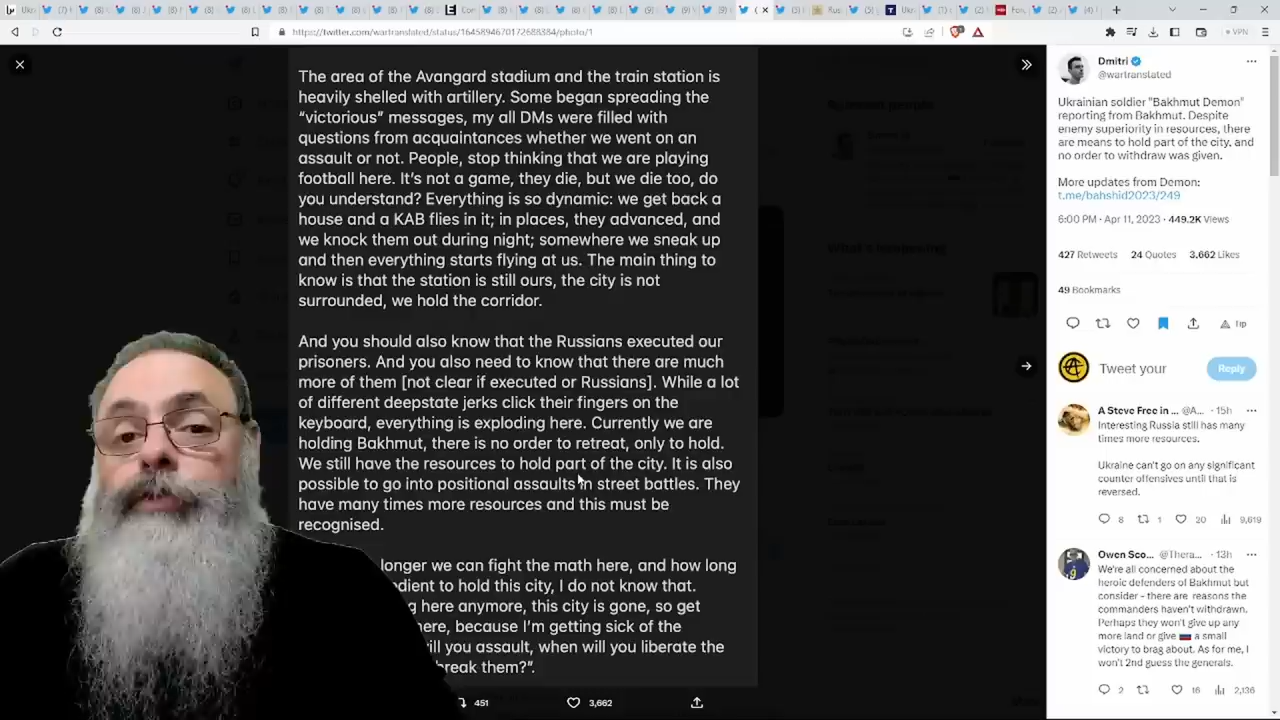 https://twitter.com/wartranslated/status/1645894670172688384/photo/1
VPN
The area of the Avangard stadium and the train station is
heavily shelled with artillery. Some began spreading the
“victorious” messages, my all DMs were filled with
questions from acquaintances whether we went on an
assault or not. People, stop thinking that we are playing
football here. It’s not a game, they die, but we die too, do
you understand? Everything is so dynamic: we get back a
house and a KAB flies in it; in places, they advanced, and
we knock them out during night; somewhere we sneak up
and then everything starts flying at us. The main thing to
know is that the station is still ours, the city is not
surrounded, we hold the corridor.
And you should also know that the Russians executed our
prisoners. And you also need to know that there are much
more of them [not clear if executed or Russians]. While a lot
of different deepstate jerks click their fingers on the
keyboard, everything is exploding here. Currently we are
holding Bakhmut, there is no order to retreat, only to hold.
We still have the resources to hold part of the city. It is also
possible to go into positional assaults in street battles. They
have many times more resources and this must be
recognised.
longer we can fight the math here, and how long
dient to hold this city, I do not know that.
g here anymore, this city is gone, so get
here, because I’m getting sick of the
ill you assault, when will you liberate the
break them?”.
451
3,662
Dmitri
@wartranslated
Ukrainian soldier "Bakhmut Demon"
reporting from Bakhmut. Despite
enemy superiority in resources, there
are means to hold part of the city, and
no order to withdraw was given.
More updates from Demon:
t.me/bahshid2023/249
6:00 PM · Apr 11, 2023 · 449.2K Views
427 Retweets 24 Quotes 3,662 Likes
49 Bookmarks
Tip
Tweet your
Reply
A Steve Free in ... @A... · 15h
Interesting Russia still has many
times more resources.
Ukraine can't go on any significant
counter offensives until that is
reversed.
8 1 20 9,619
Owen Sco... @Thera... · 13h
We're all concerned about the
heroic defenders of Bakhmut but
consider - there are reasons the
commanders haven't withdrawn.
Perhaps they won't give up any
more land or give a small
victory to brag about. As for me, I
won't 2nd guess the generals.
2 16 2,136